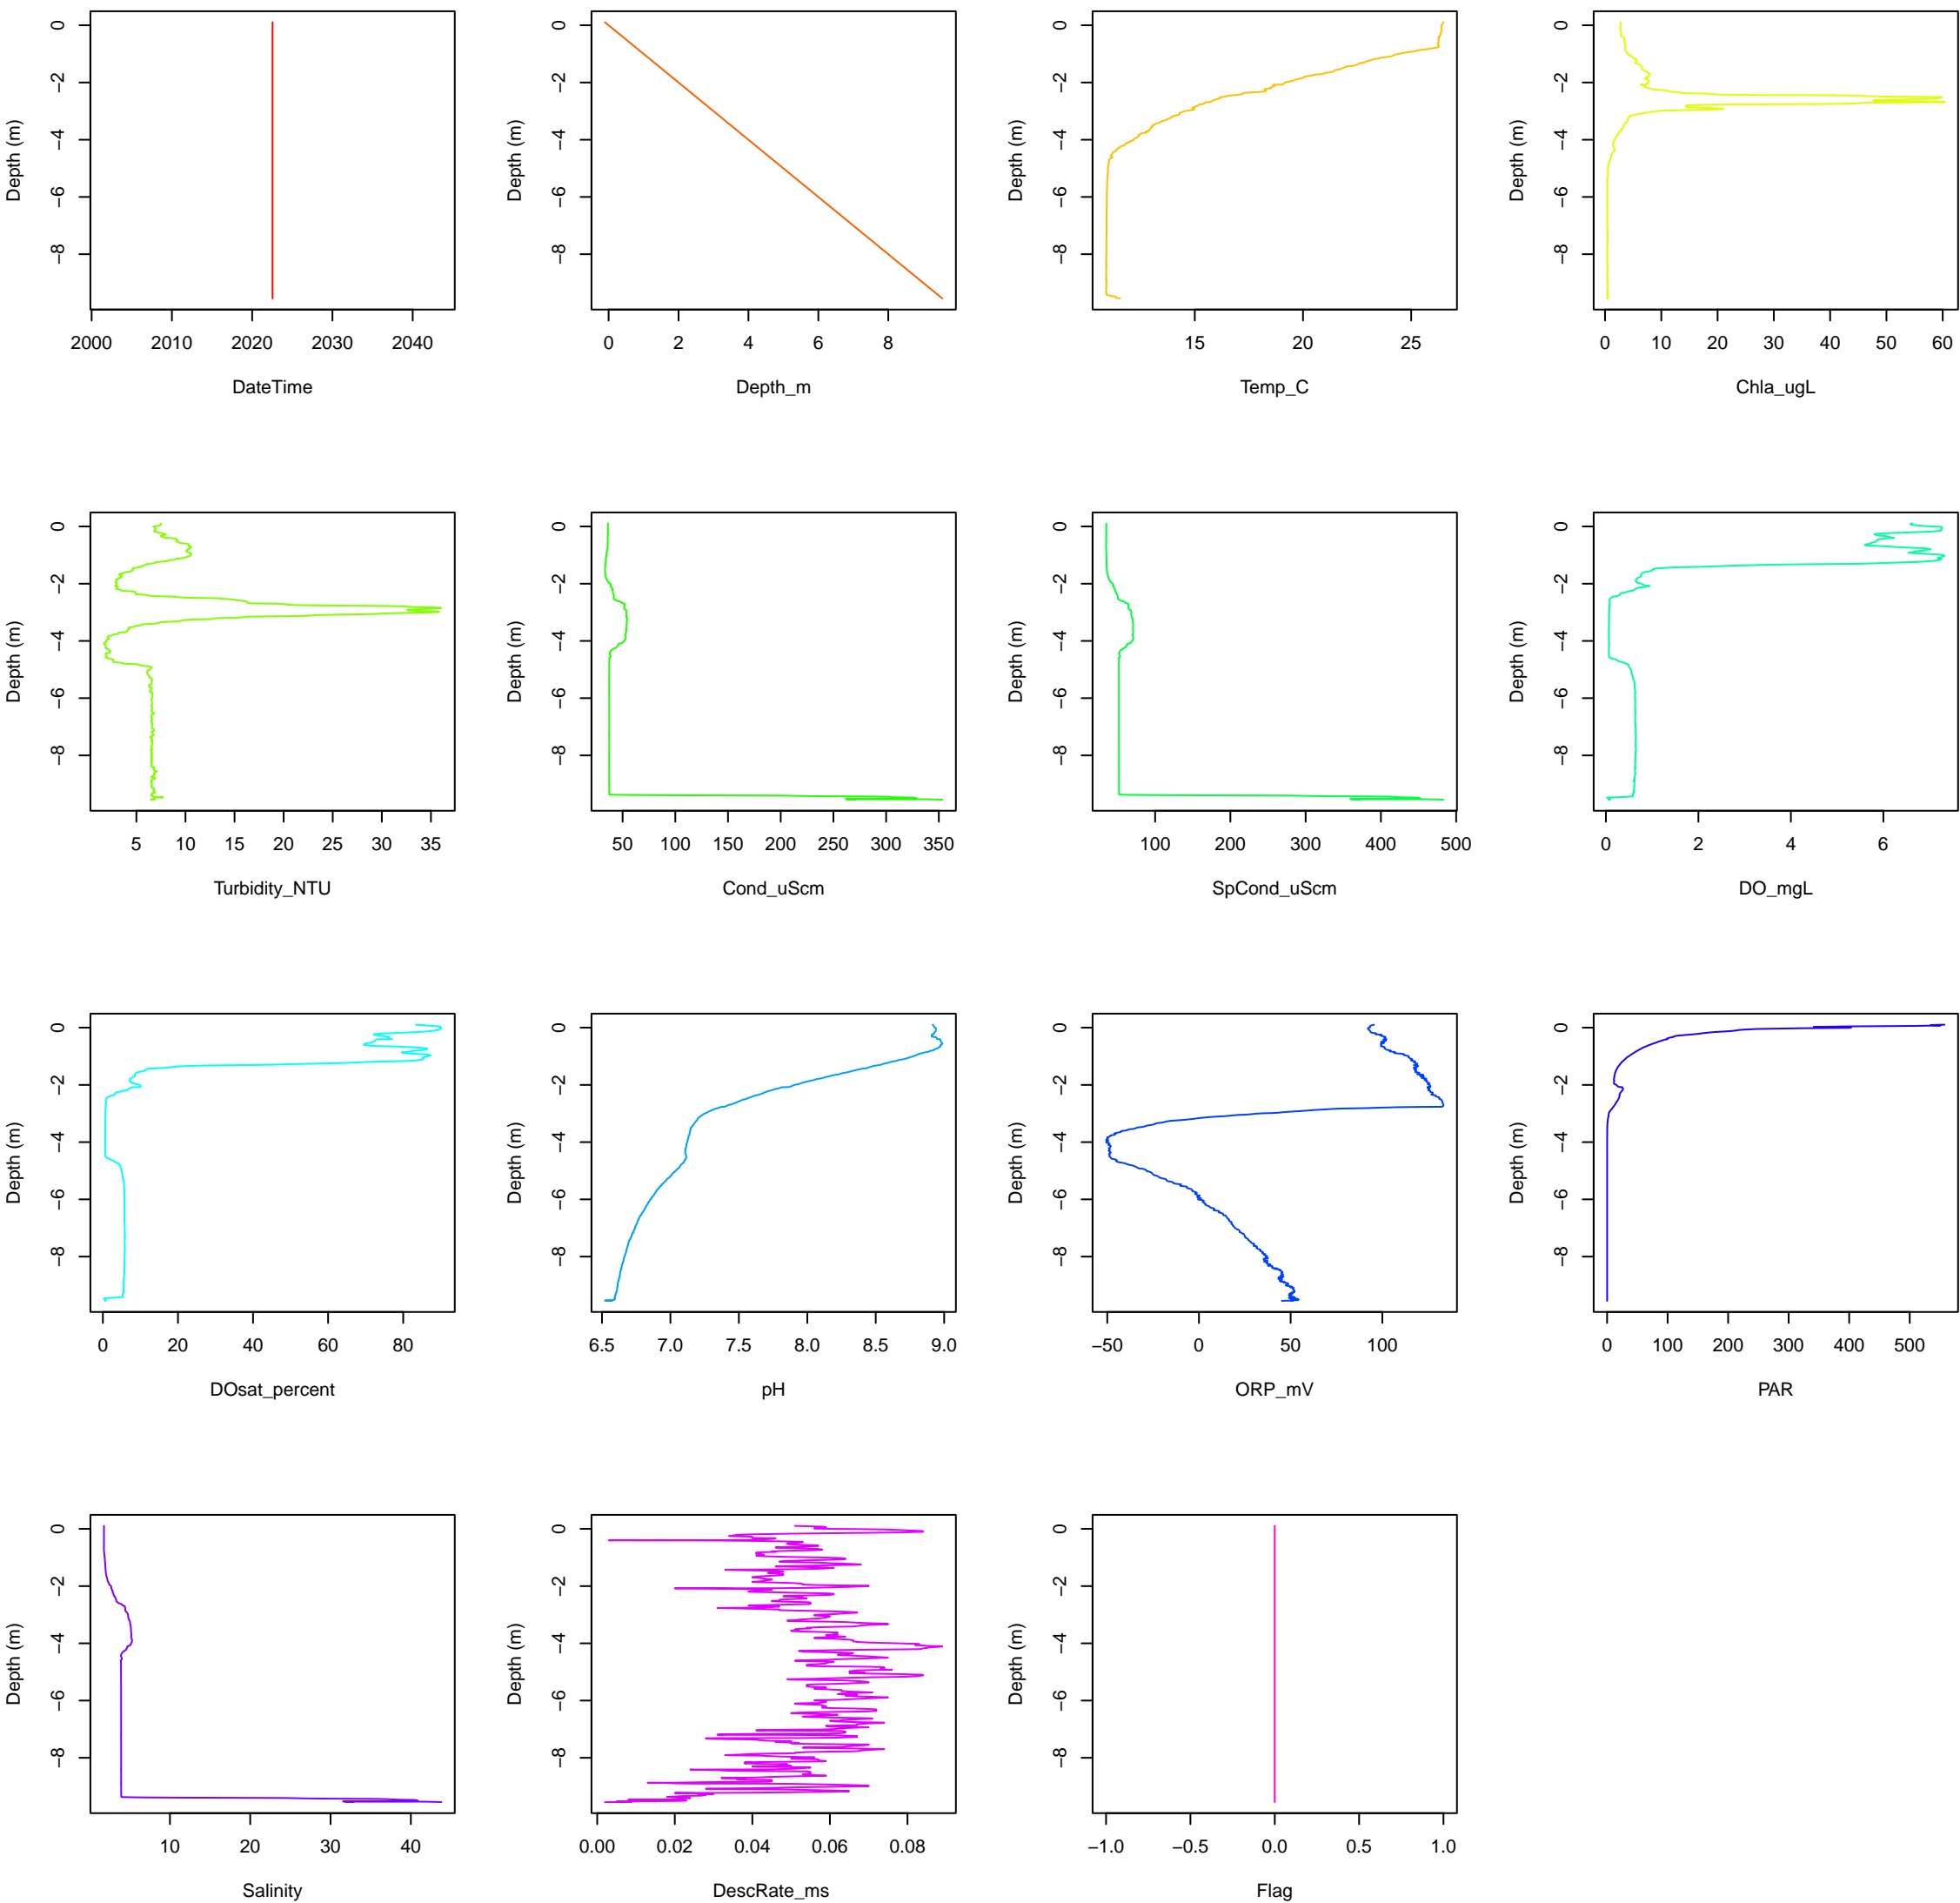 0 −2 −4 −6 −8 Depth (m)
2000 2010 2020 2030 2040
DateTime
0 −2 −4 −6 −8 Depth (m)
0 2 4 6 8
Depth_m
0 −2 −4 −6 −8 Depth (m)
15 20 25
Temp_C
0 −2 −4 −6 −8 Depth (m)
0 10 20 30 40 50 60
Chla_ugL
0 −2 −4 −6 −8 Depth (m)
5 10 15 20 25 30 35
Turbidity_NTU
0 −2 −4 −6 −8 Depth (m)
50 100 150 200 250 300 350
Cond_uScm
0 −2 −4 −6 −8 Depth (m)
100 200 300 400 500
SpCond_uScm
0 −2 −4 −6 −8 Depth (m)
0 2 4 6
DO_mgL
0 −2 −4 −6 −8 Depth (m)
0 20 40 60 80
DOsat_percent
0 −2 −4 −6 −8 Depth (m)
6.5 7.0 7.5 8.0 8.5 9.0
pH
0 −2 −4 −6 −8 Depth (m)
−50 0 50 100
ORP_mV
0 −2 −4 −6 −8 Depth (m)
0 100 200 300 400 500
PAR
0 −2 −4 −6 −8 Depth (m)
10 20 30 40
Salinity
0 −2 −4 −6 −8 Depth (m)
0.00 0.02 0.04 0.06 0.08
DescRate_ms
0 −2 −4 −6 −8 Depth (m)
−1.0 −0.5 0.0 0.5 1.0
Flag